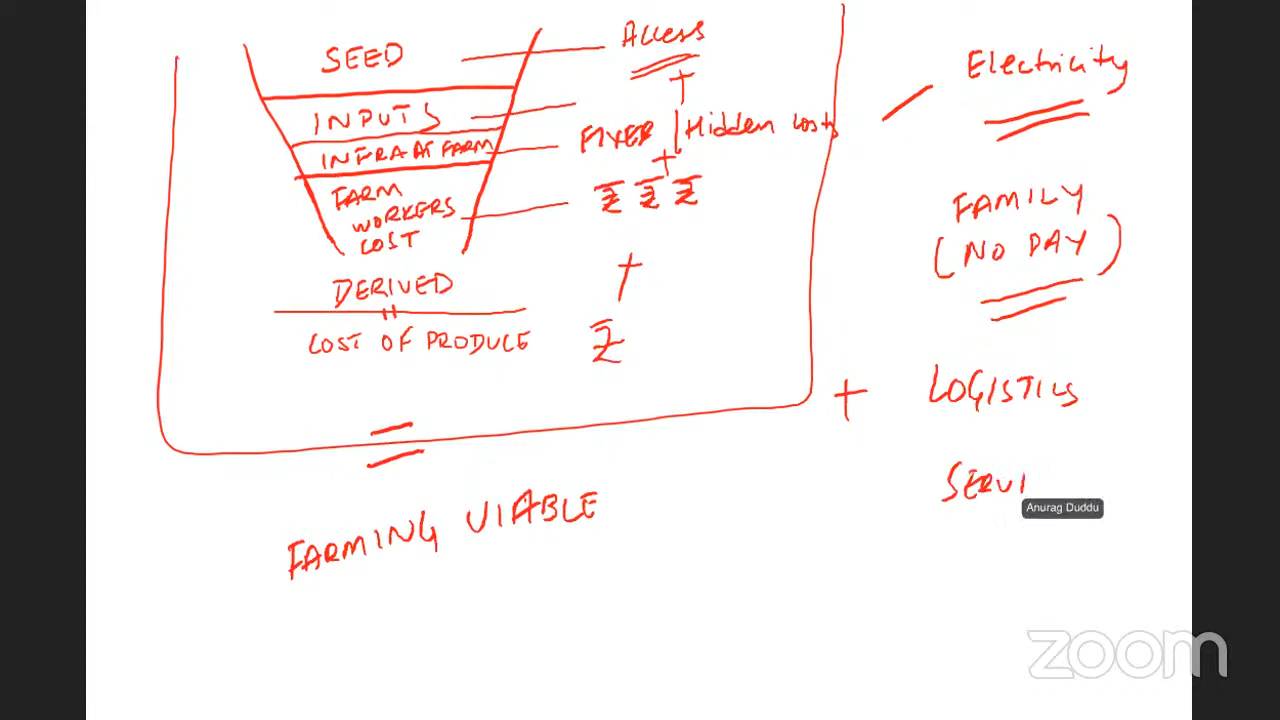 SEED
Access
+
INPUTS
FIXED | Hidden costs
INFRA AT FARM
+
FARM
WORKERS
COST
DERIVED
+
COST OF PRODUCE
=
FARMING VIABLE
Electricity
FAMILY
(NO PAY)
+ LOGISTICS
SERVI
Anurag Duddu
zoom